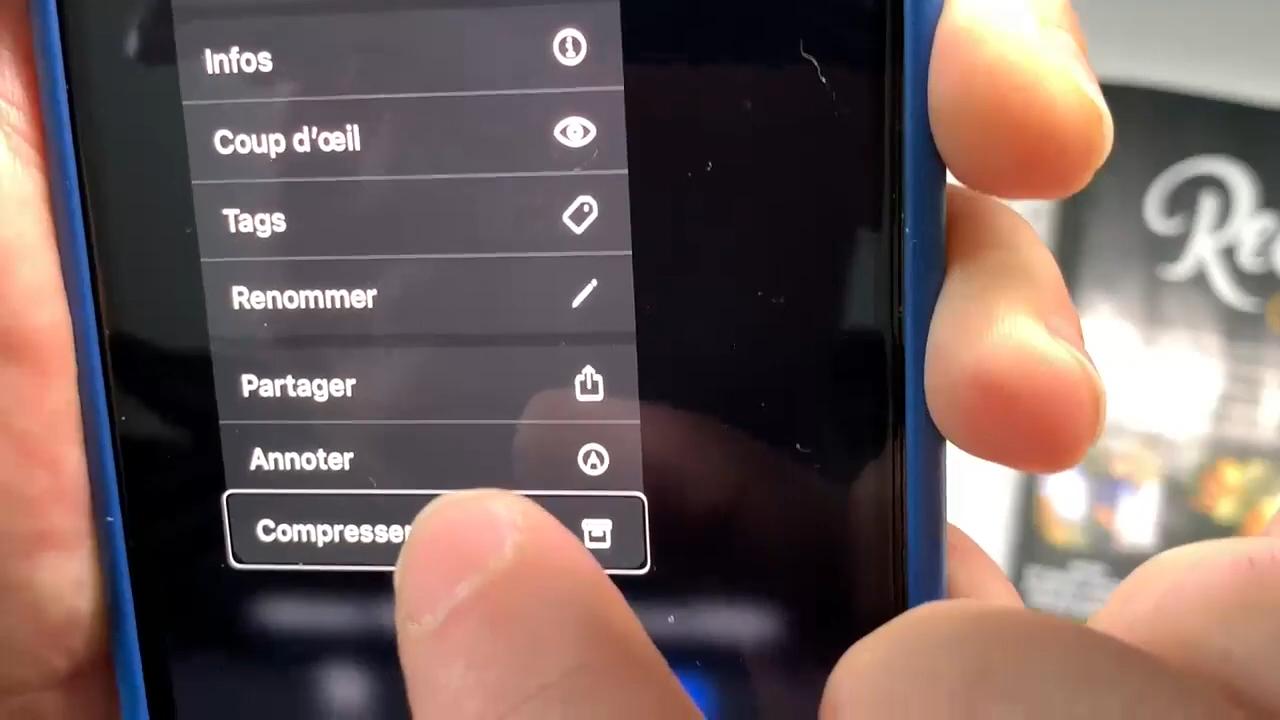 Infos
Coup d'œil
Tags
Renommer
Partager
Annoter
Compresser